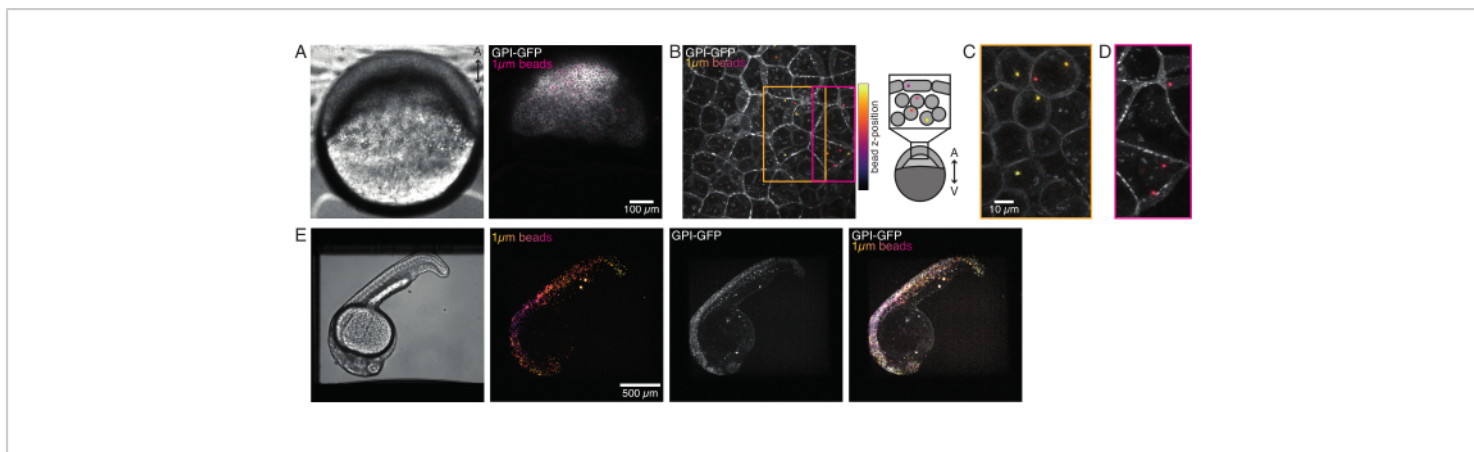 A
A
V
GPI-GFP
1µm beads
100 µm
B
GPI-GFP
1µm beads
bead z-position
A
V
C
10 µm
D
E
1µm beads
500 µm
GPI-GFP
GPI-GFP
1µm beads